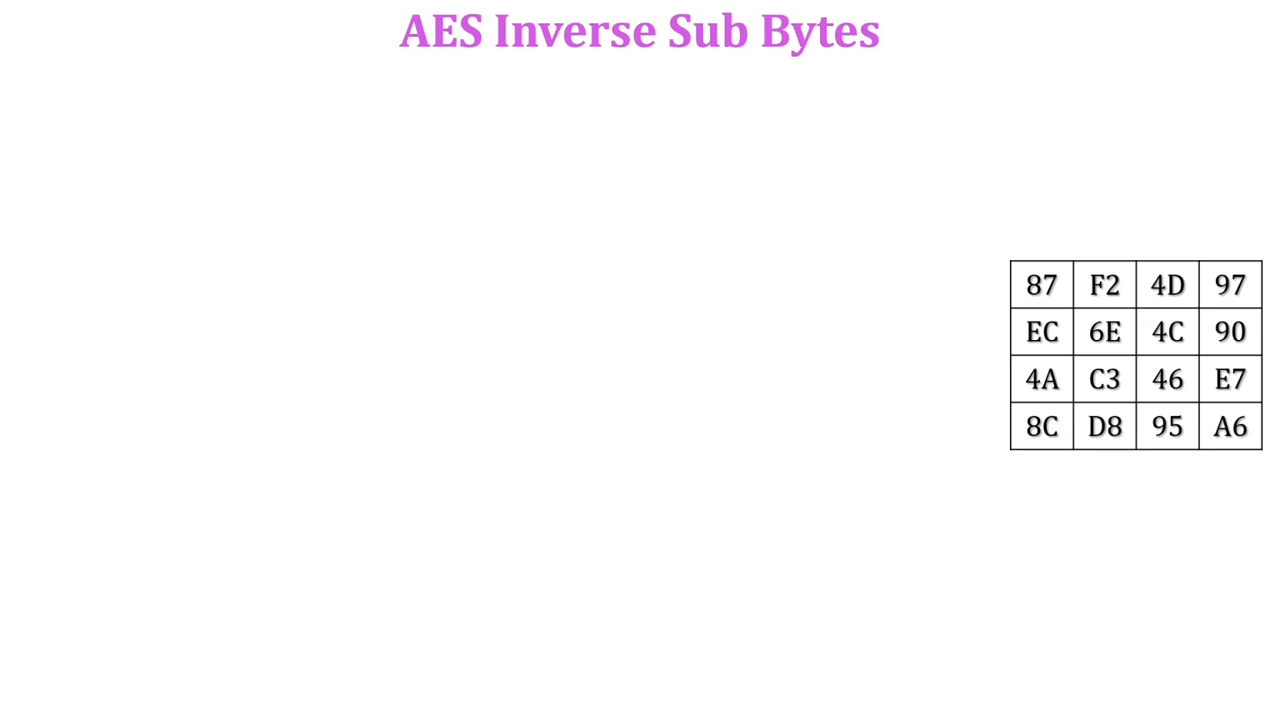 AES Inverse Sub Bytes
87 F2 4D 97
EC 6E 4C 90
4A C3 46 E7
8C D8 95 A6